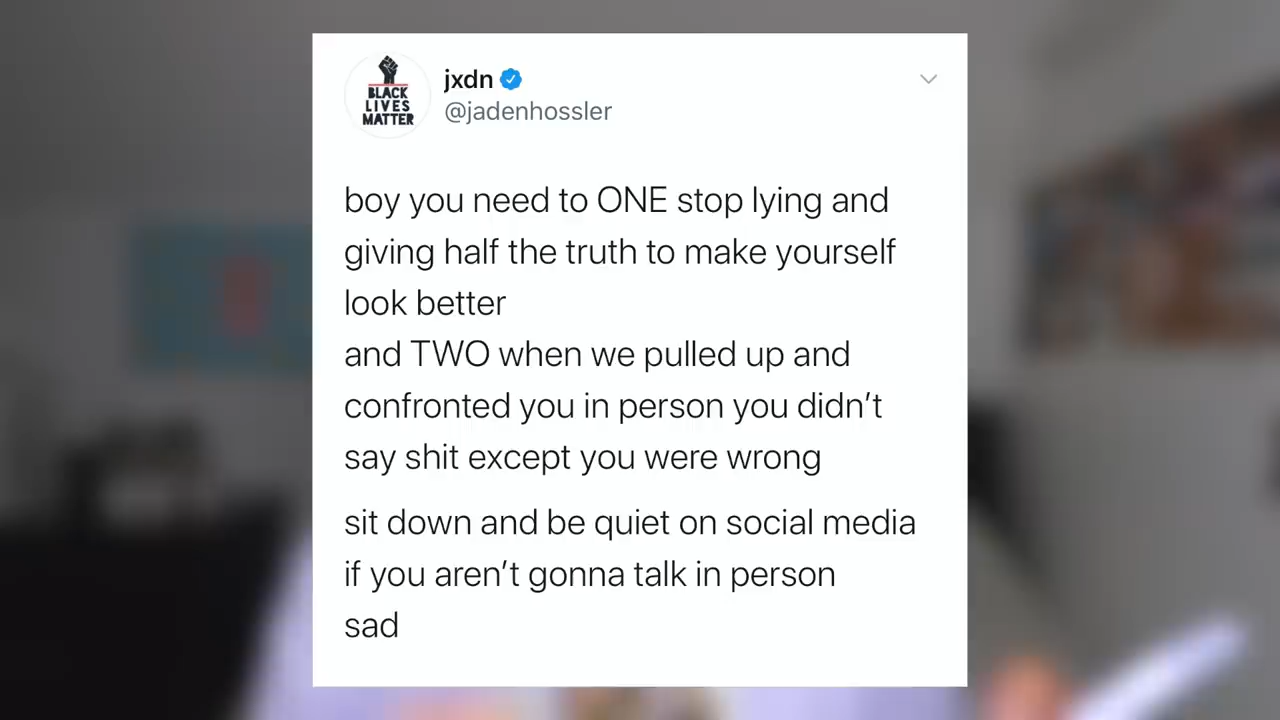 BLACK
LIVES
MATTER
jxdn
@jadenhossler
boy you need to ONE stop lying and
giving half the truth to make yourself
look better
and TWO when we pulled up and
confronted you in person you didn't
say shit except you were wrong
sit down and be quiet on social media
if you aren't gonna talk in person
sad